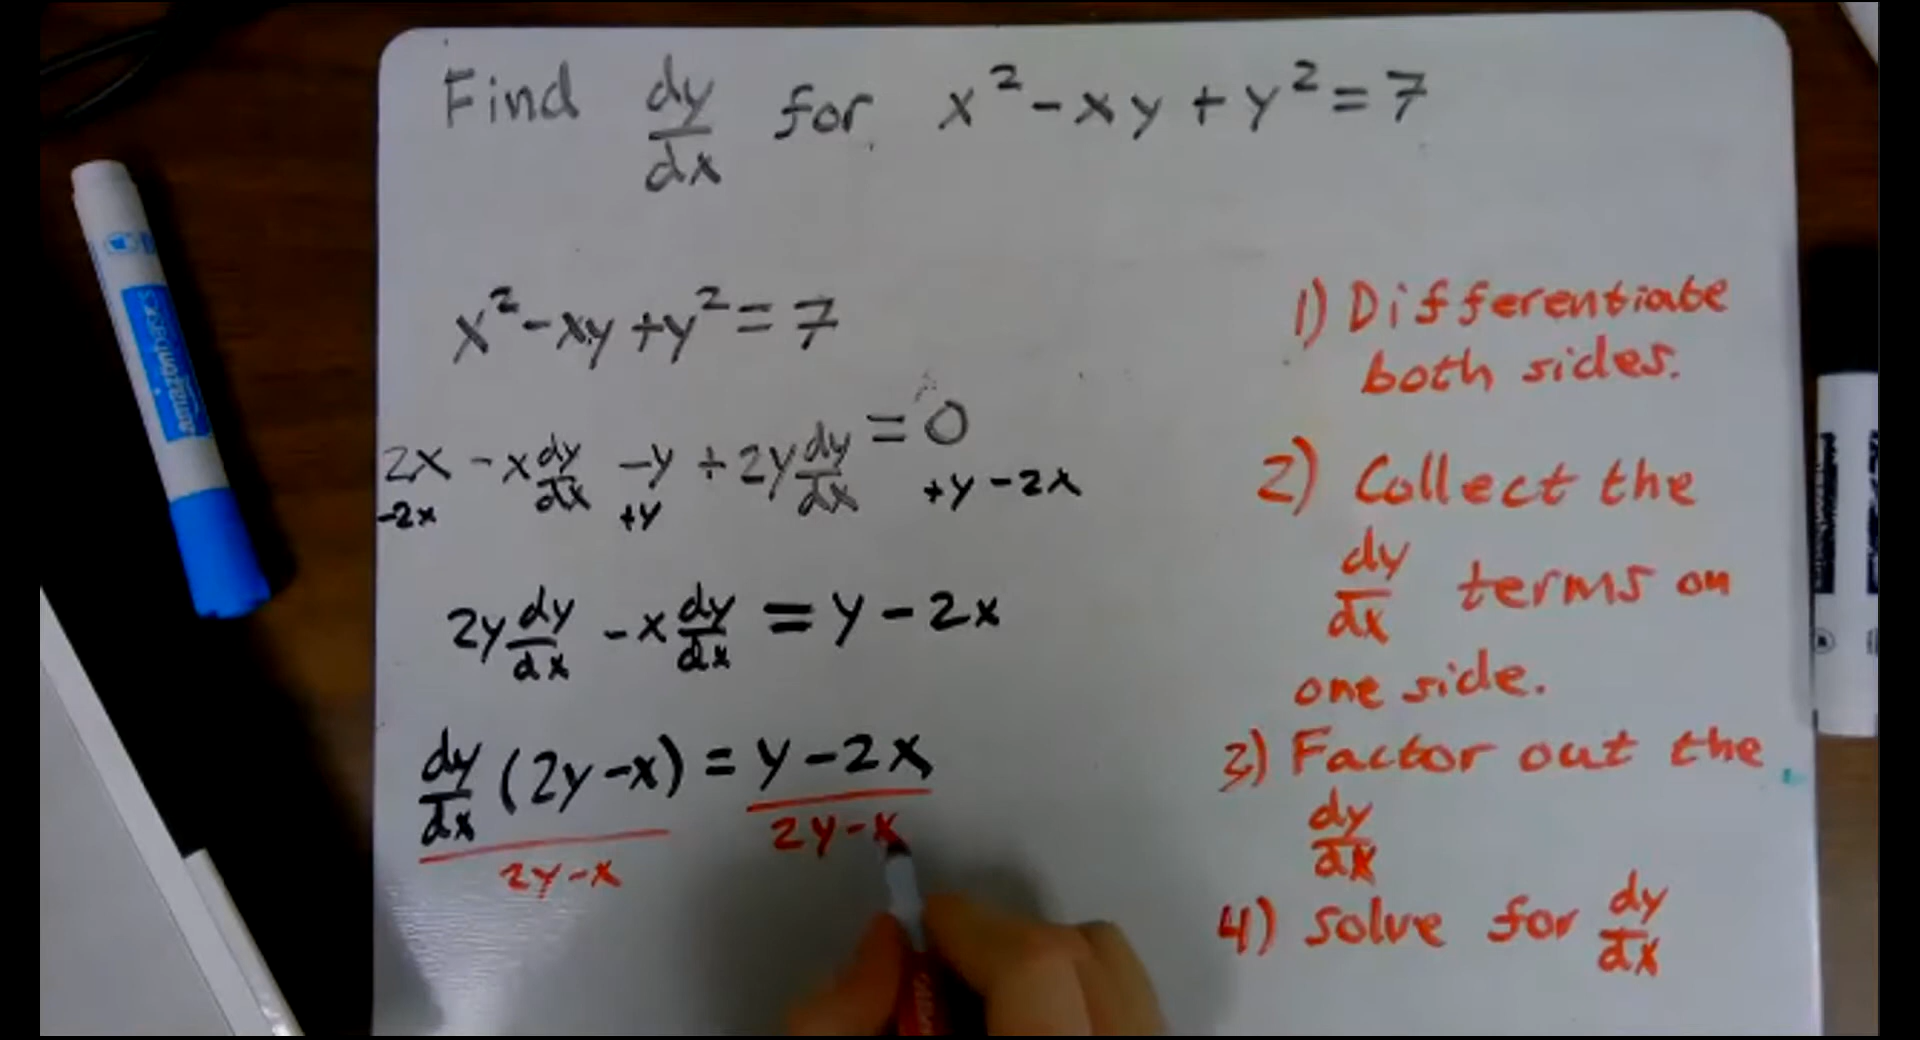 Find dy/dx for x² - xy + y² = 7
x² - xy + y² = 7
2x - x dy/dx - y + 2y dy/dx = 0
-2x +y +y - 2x
2y dy/dx - x dy/dx = y - 2x
dy/dx (2y - x) = y - 2x
2y - x 2y - x
1) Differentiate
both sides.
2) Collect the
dy/dx terms on
one side.
3) Factor out the
dy/dx
4) Solve for dy/dx
amazonbasics